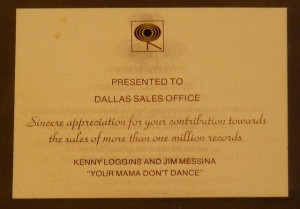 PRESENTED TO
DALLAS SALES OFFICE
Sincere appreciation for your contribution towards
the sales of more than one million records.
KENNY LOGGINS AND JIM MESSINA
"YOUR MAMA DON'T DANCE"